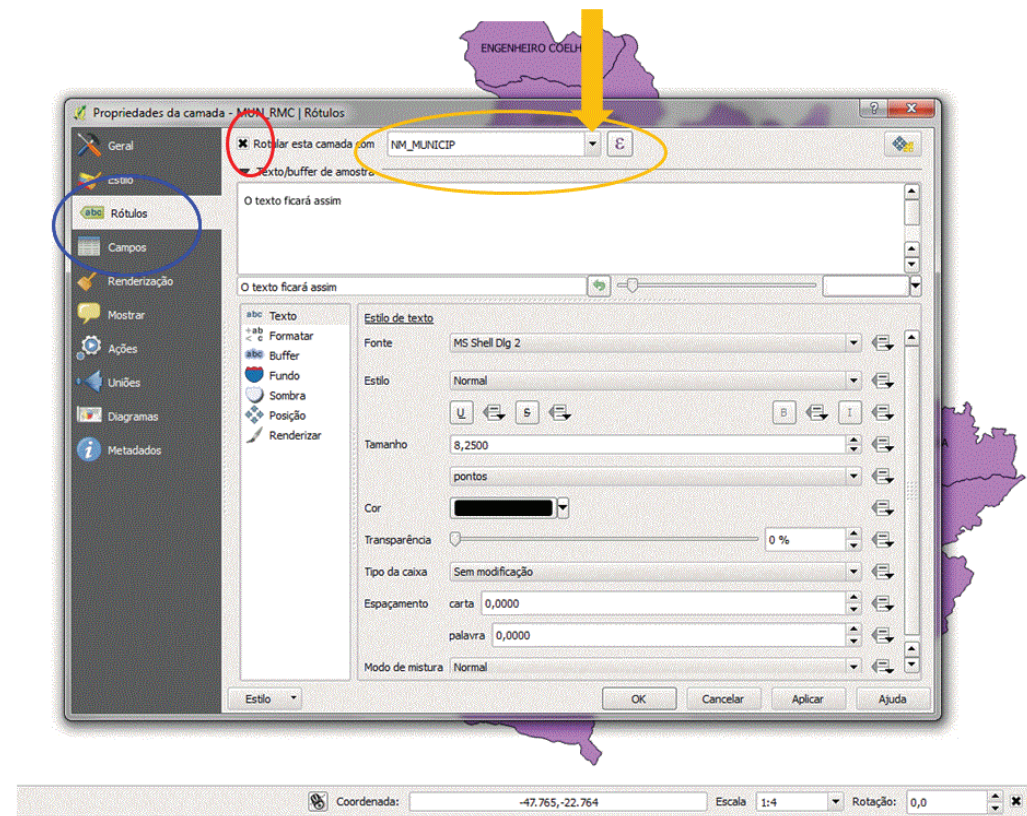 ENGENHEIRO COELH
Propriedades da camada - MUN_RMC | Rótulos
Geral
Estilo
Rótulos
Campos
Renderização
Mostrar
Ações
Uniões
Diagramas
Metadados
Rotular esta camada com NM_MUNICIP ε
Texto/buffer de amostra
O texto ficará assim
O texto ficará assim
Texto
Formatar
Buffer
Fundo
Sombra
Posição
Renderizar
Estilo de texto
Fonte MS Shell Dlg 2
Estilo Normal
U S B I
Tamanho 8,2500
pontos
Cor
Transparência 0 %
Tipo da caixa Sem modificação
Espaçamento carta 0,0000
palavra 0,0000
Modo de mistura Normal
Estilo OK Cancelar Aplicar Ajuda
A
Coordenada: -47.765,-22.764 Escala 1:4 Rotação: 0,0